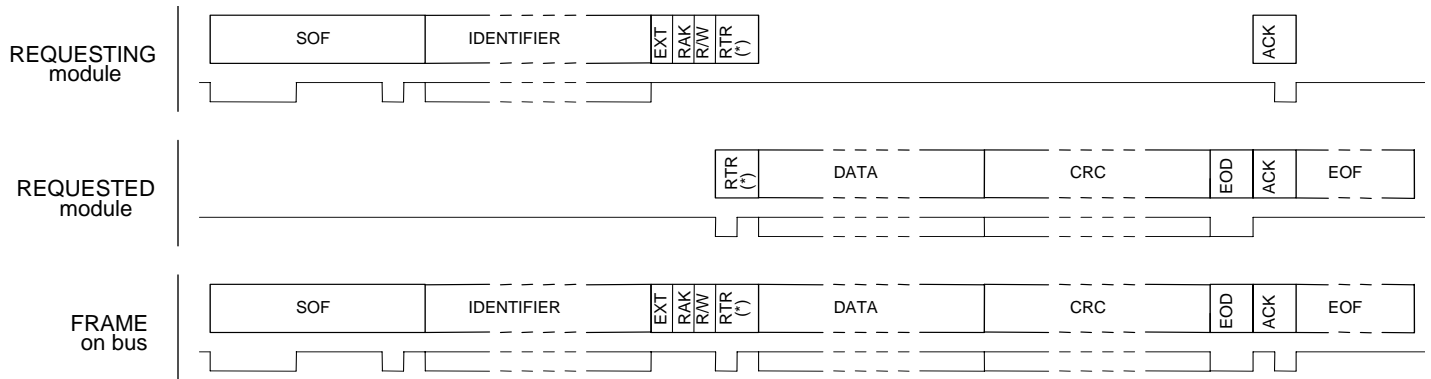 REQUESTING
module
SOF
IDENTIFIER
EXT
RAK
R/W
RTR
(*)
ACK
REQUESTED
module
RTR
(*)
DATA
CRC
EOD
ACK
EOF
FRAME
on bus
SOF
IDENTIFIER
EXT
RAK
R/W
RTR
(*)
DATA
CRC
EOD
ACK
EOF